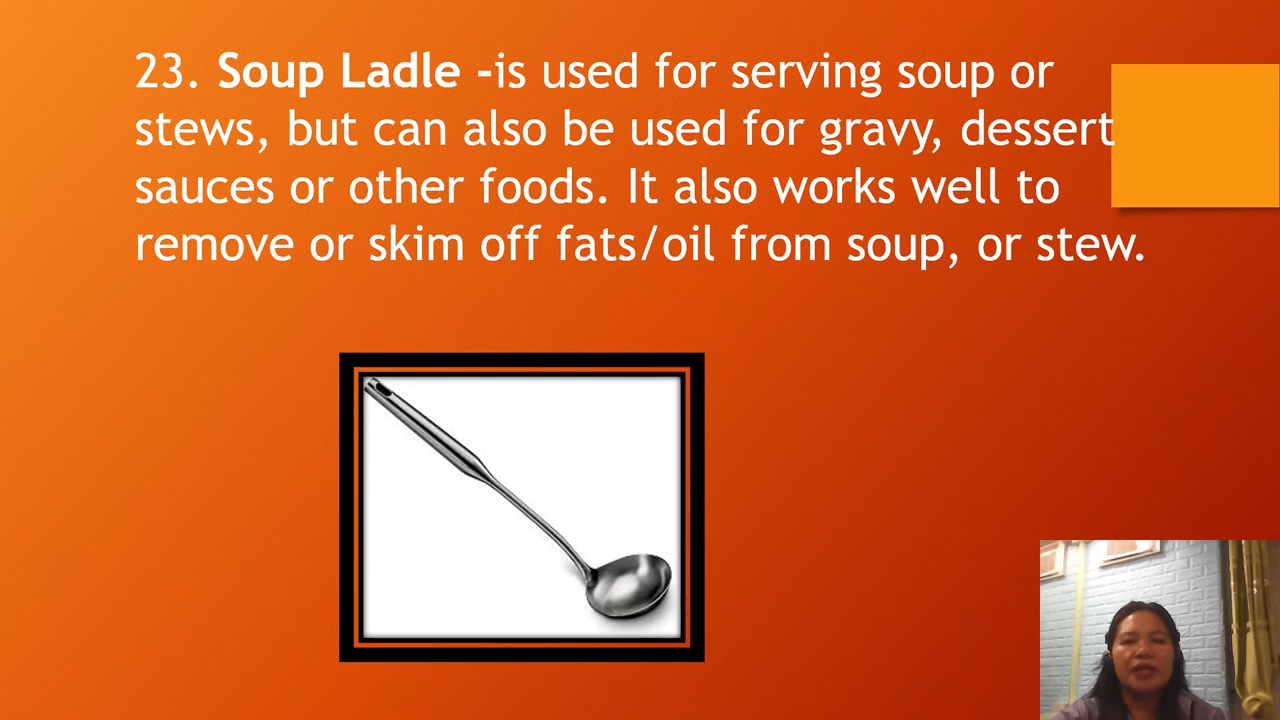 23. Soup Ladle -is used for serving soup or
stews, but can also be used for gravy, dessert
sauces or other foods. It also works well to
remove or skim off fats/oil from soup, or stew.